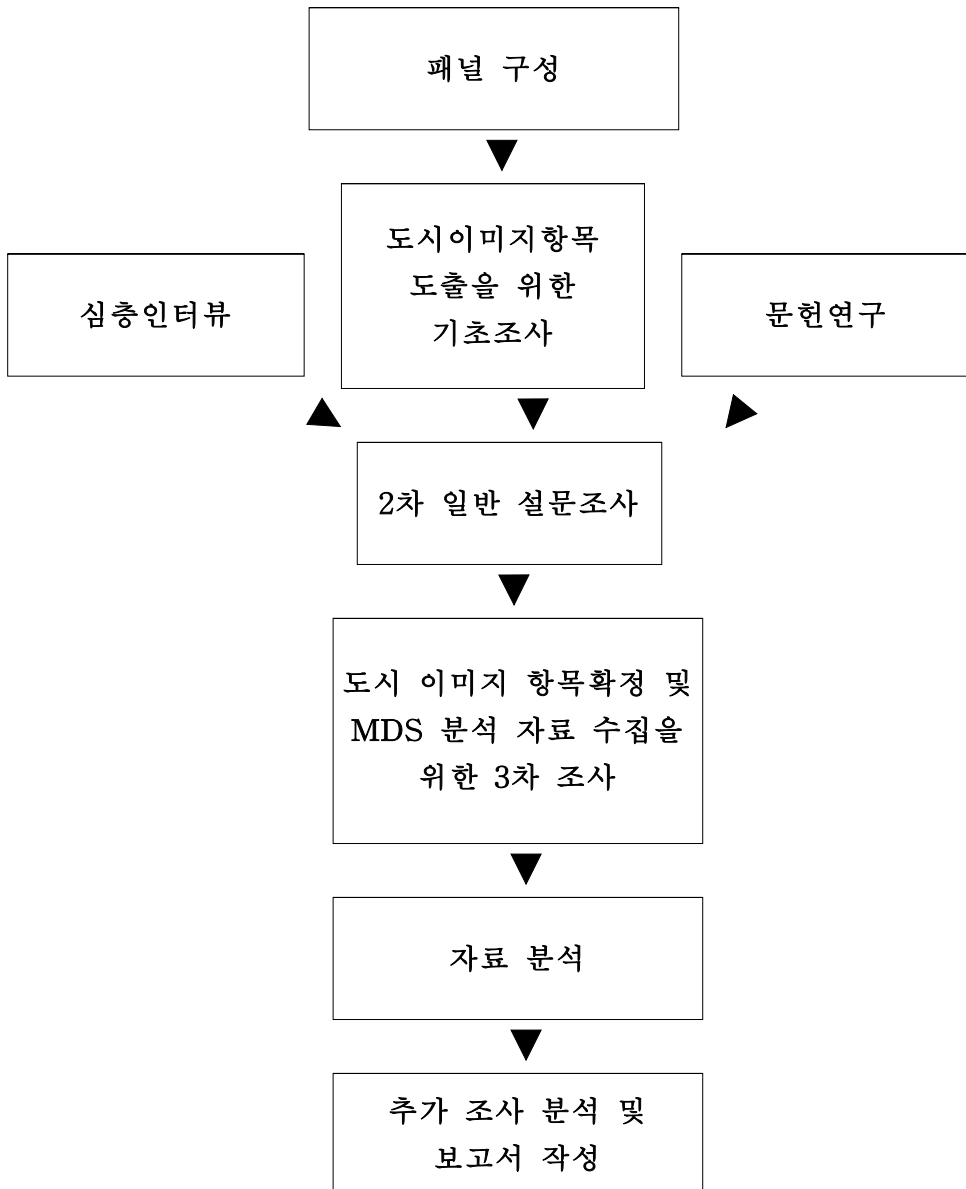 패널 구성
도시이미지항목
도출을 위한
기초조사
심층인터뷰
문헌연구
2차 일반 설문조사
도시 이미지 항목확정 및
MDS 분석 자료 수집을
위한 3차 조사
자료 분석
추가 조사 분석 및
보고서 작성